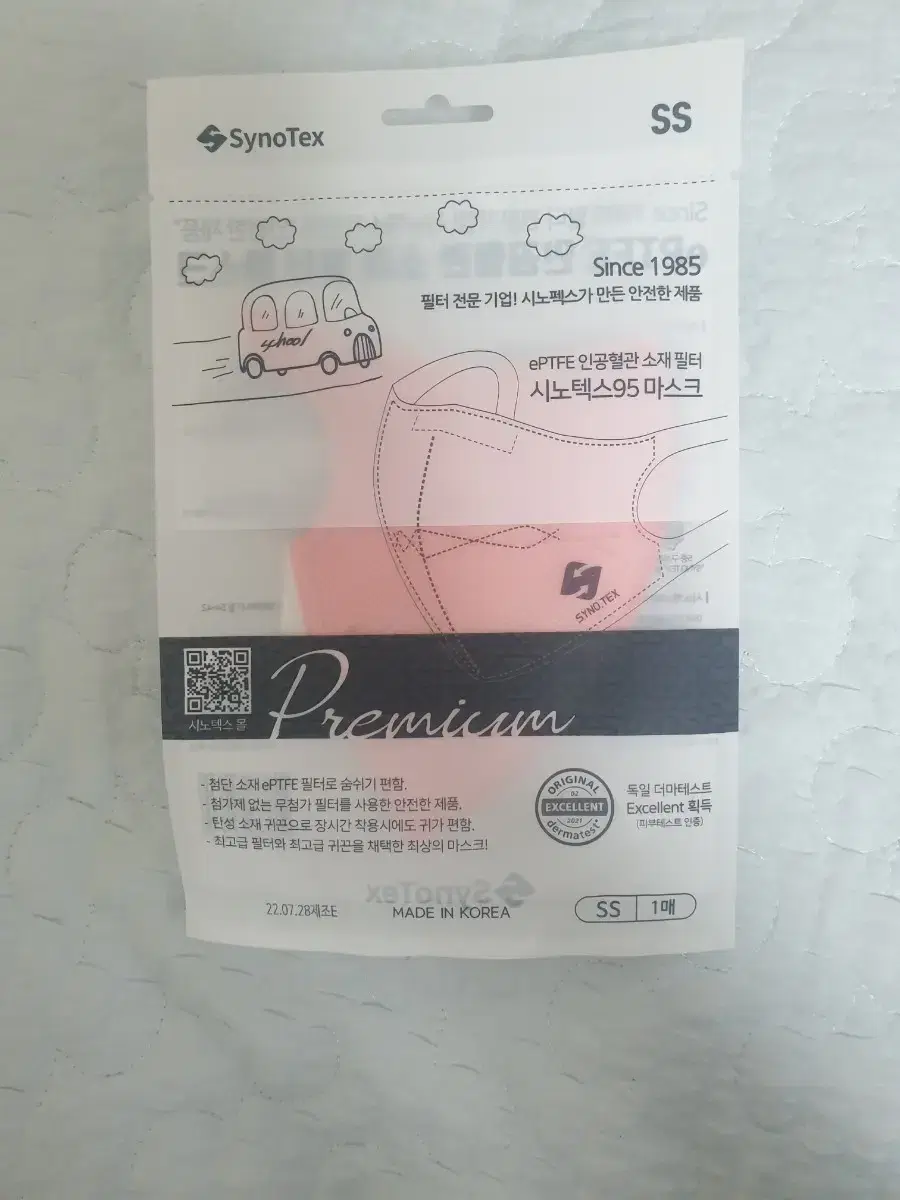 SynoTex
SS
Since 1985
필터 전문 기업! 시노펙스가 만든 안전한 제품
school
ePTFE 인공혈관 소재 필터
시노텍스95 마스크
SYNO.TEX
시노텍스 몰
Premium
- 첨단 소재 ePTFE 필터로 숨쉬기 편함.
- 첨가제 없는 무첨가 필터를 사용한 안전한 제품.
- 탄성 소재 귀끈으로 장시간 착용시에도 귀가 편함.
- 최고급 필터와 최고급 귀끈을 채택한 최상의 마스크!
ORIGINAL
02
EXCELLENT
2021
dermatest®
독일 더마테스트
Excellent 획득
(피부테스트 인증)
22.07.28제조E
MADE IN KOREA
SS 1매
SynoTex